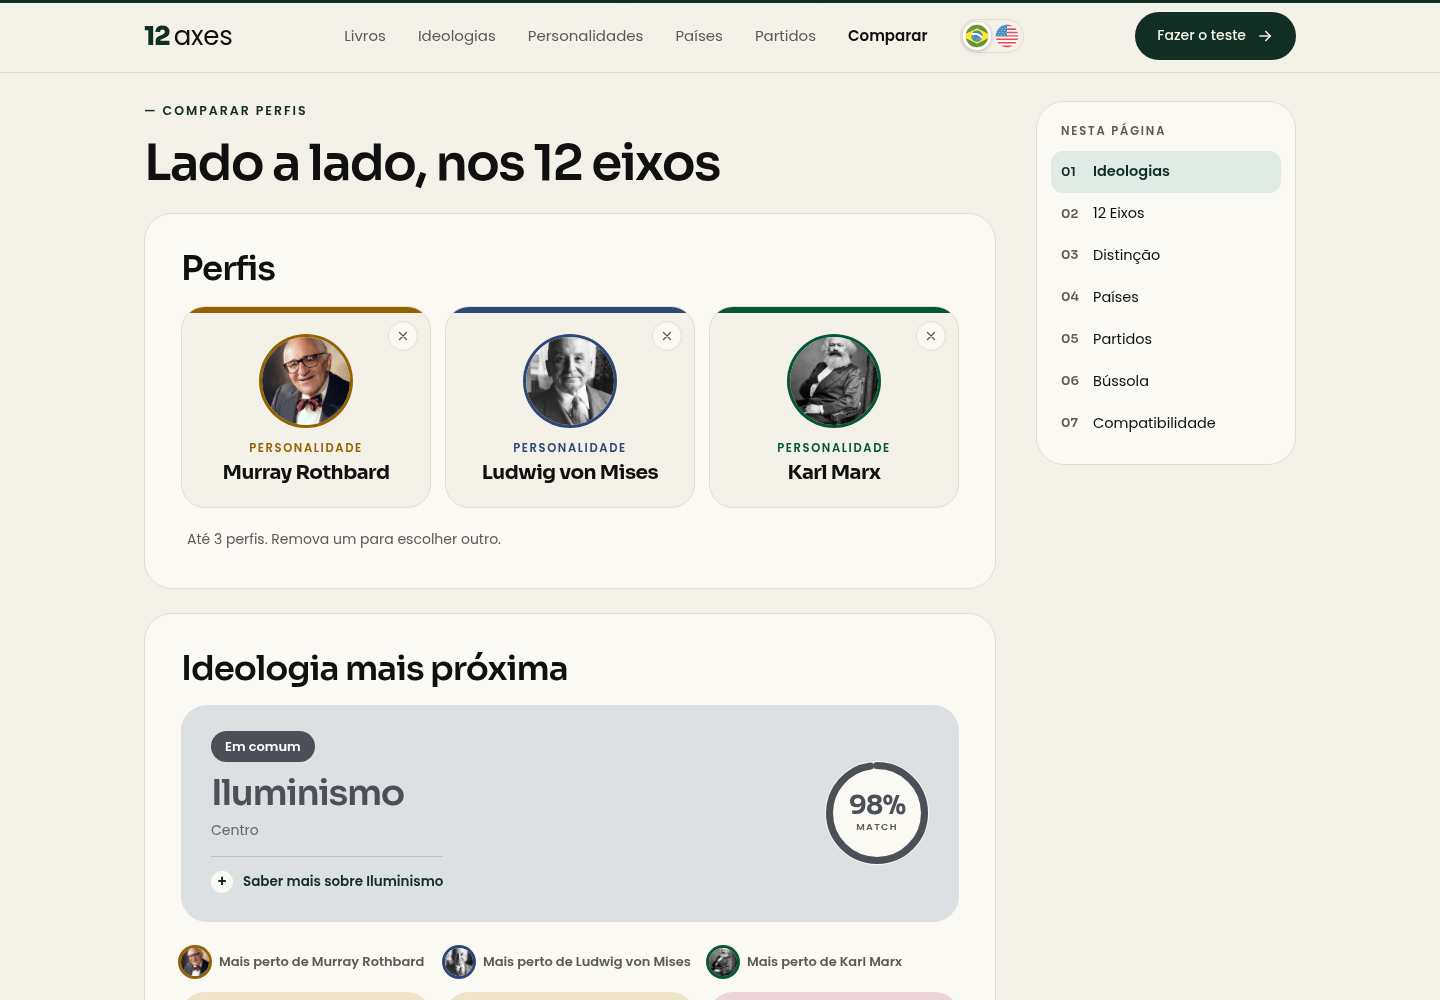 12 axes
Livros
Ideologias
Personalidades
Países
Partidos
Comparar
Fazer o teste
— COMPARAR PERFIS
Lado a lado, nos 12 eixos
Perfis
PERSONALIDADE
Murray Rothbard
PERSONALIDADE
Ludwig von Mises
PERSONALIDADE
Karl Marx
Até 3 perfis. Remova um para escolher outro.
Ideologia mais próxima
Em comum
Iluminismo
Centro
98%
MATCH
Saber mais sobre Iluminismo
Mais perto de Murray Rothbard
Mais perto de Ludwig von Mises
Mais perto de Karl Marx
NESTA PÁGINA
01 Ideologias
02 12 Eixos
03 Distinção
04 Países
05 Partidos
06 Bússola
07 Compatibilidade